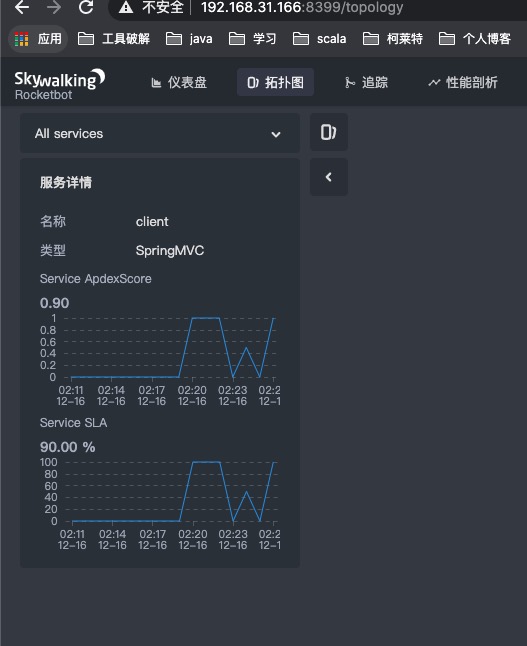 不安全 192.168.31.166:8399/topology
应用 工具破解 java 学习 scala 柯莱特 个人博客
Skywalking
Rocketbot
仪表盘 拓扑图 追踪 性能剖析
All services
服务详情
名称 client
类型 SpringMVC
Service ApdexScore
0.90
1
0.8
0.6
0.4
0.2
0
02:11 02:14 02:17 02:20 02:23 02:2
12-16 12-16 12-16 12-16 12-16 12-1
Service SLA
90.00 %
100
80
60
40
20
0
02:11 02:14 02:17 02:20 02:23 02:2
12-16 12-16 12-16 12-16 12-16 12-1